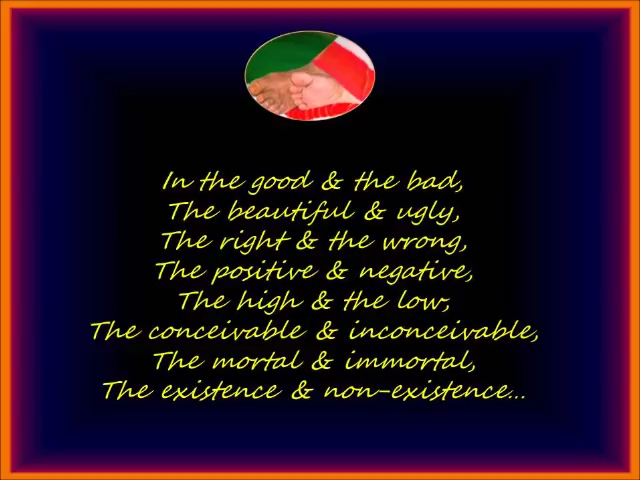 In the good & the bad,
The beautiful & ugly,
The right & the wrong,
The positive & negative,
The high & the low,
The conceivable & inconceivable,
The mortal & immortal,
The existence & non-existence...